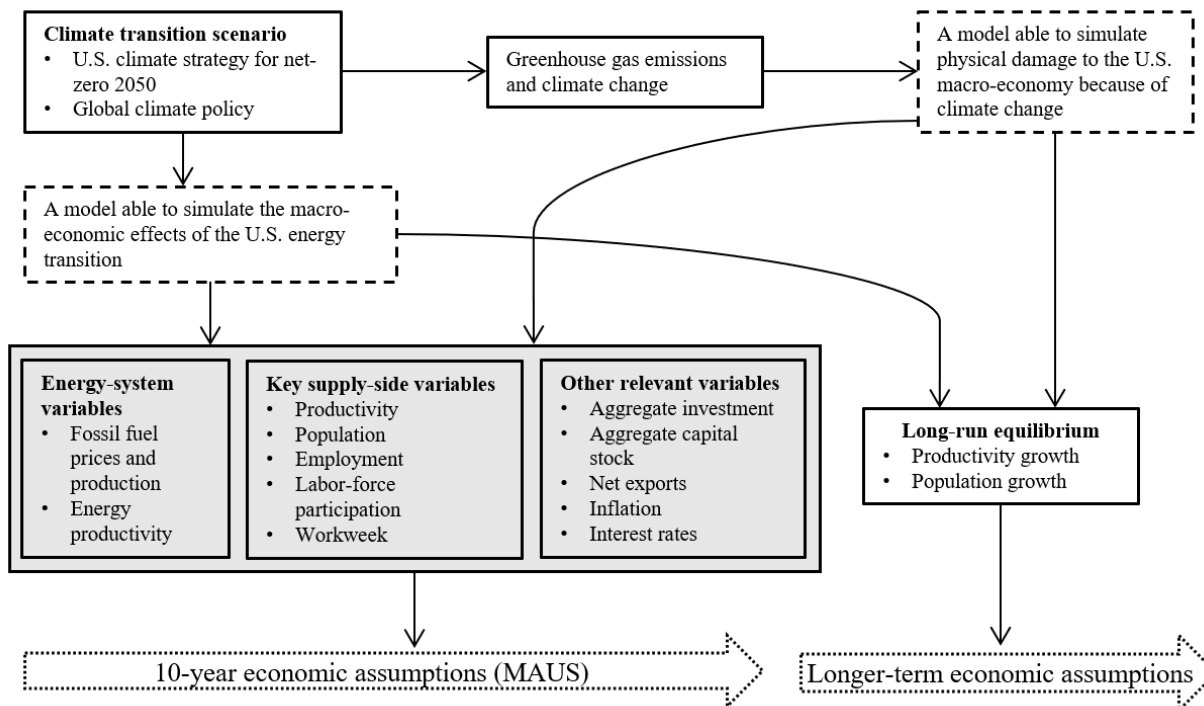 Climate transition scenario
• U.S. climate strategy for net-
zero 2050
• Global climate policy
Greenhouse gas emissions
and climate change
A model able to simulate
physical damage to the U.S.
macro-economy because of
climate change
A model able to simulate the macro-
economic effects of the U.S. energy
transition
Energy-system
variables
• Fossil fuel
prices and
production
• Energy
productivity
Key supply-side variables
• Productivity
• Population
• Employment
• Labor-force
participation
• Workweek
Other relevant variables
• Aggregate investment
• Aggregate capital
stock
• Net exports
• Inflation
• Interest rates
Long-run equilibrium
• Productivity growth
• Population growth
10-year economic assumptions (MAUS)
Longer-term economic assumptions